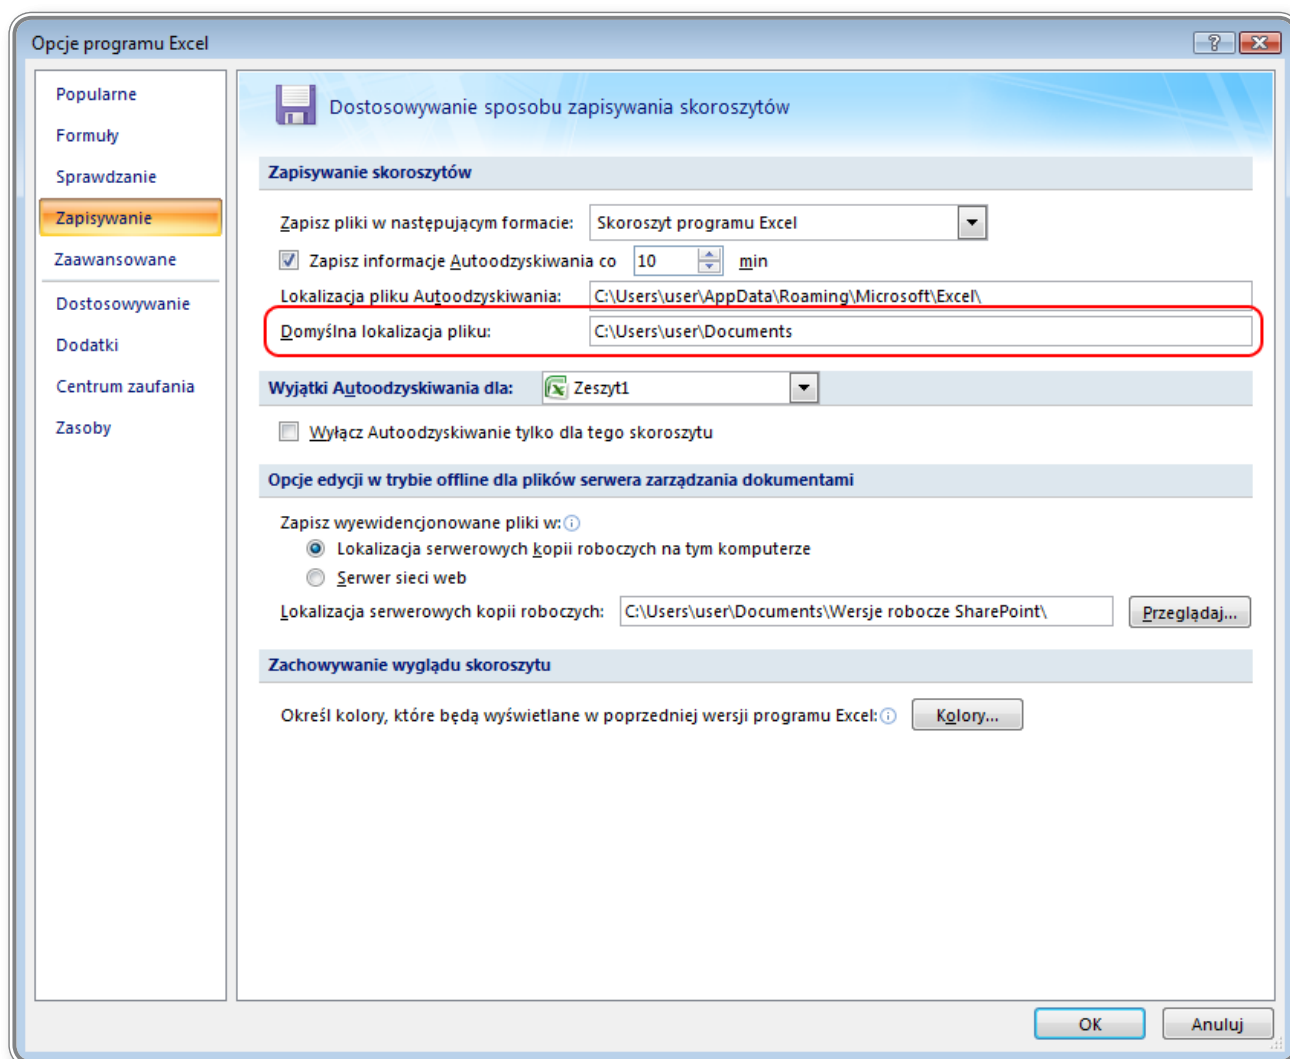 Opcje programu Excel
Popularne
Formuły
Sprawdzanie
Zapisywanie
Zaawansowane
Dostosowywanie
Dodatki
Centrum zaufania
Zasoby
Dostosowywanie sposobu zapisywania skoroszytów
Zapisywanie skoroszytów
Zapisz pliki w następującym formacie: Skoroszyt programu Excel
Zapisz informacje Autoodzyskiwania co 10 min
Lokalizacja pliku Autoodzyskiwania: C:\Users\user\AppData\Roaming\Microsoft\Excel\
Domyślna lokalizacja pliku: C:\Users\user\Documents
Wyjątki Autoodzyskiwania dla: Zeszyt1
Wyłącz Autoodzyskiwanie tylko dla tego skoroszytu
Opcje edycji w trybie offline dla plików serwera zarządzania dokumentami
Zapisz wyewidencjonowane pliki w:
Lokalizacja serwerowych kopii roboczych na tym komputerze
Serwer sieci web
Lokalizacja serwerowych kopii roboczych: C:\Users\user\Documents\Wersje robocze SharePoint\ Przeglądaj...
Zachowywanie wyglądu skoroszytu
Określ kolory, które będą wyświetlane w poprzedniej wersji programu Excel: Kolory...
OK Anuluj